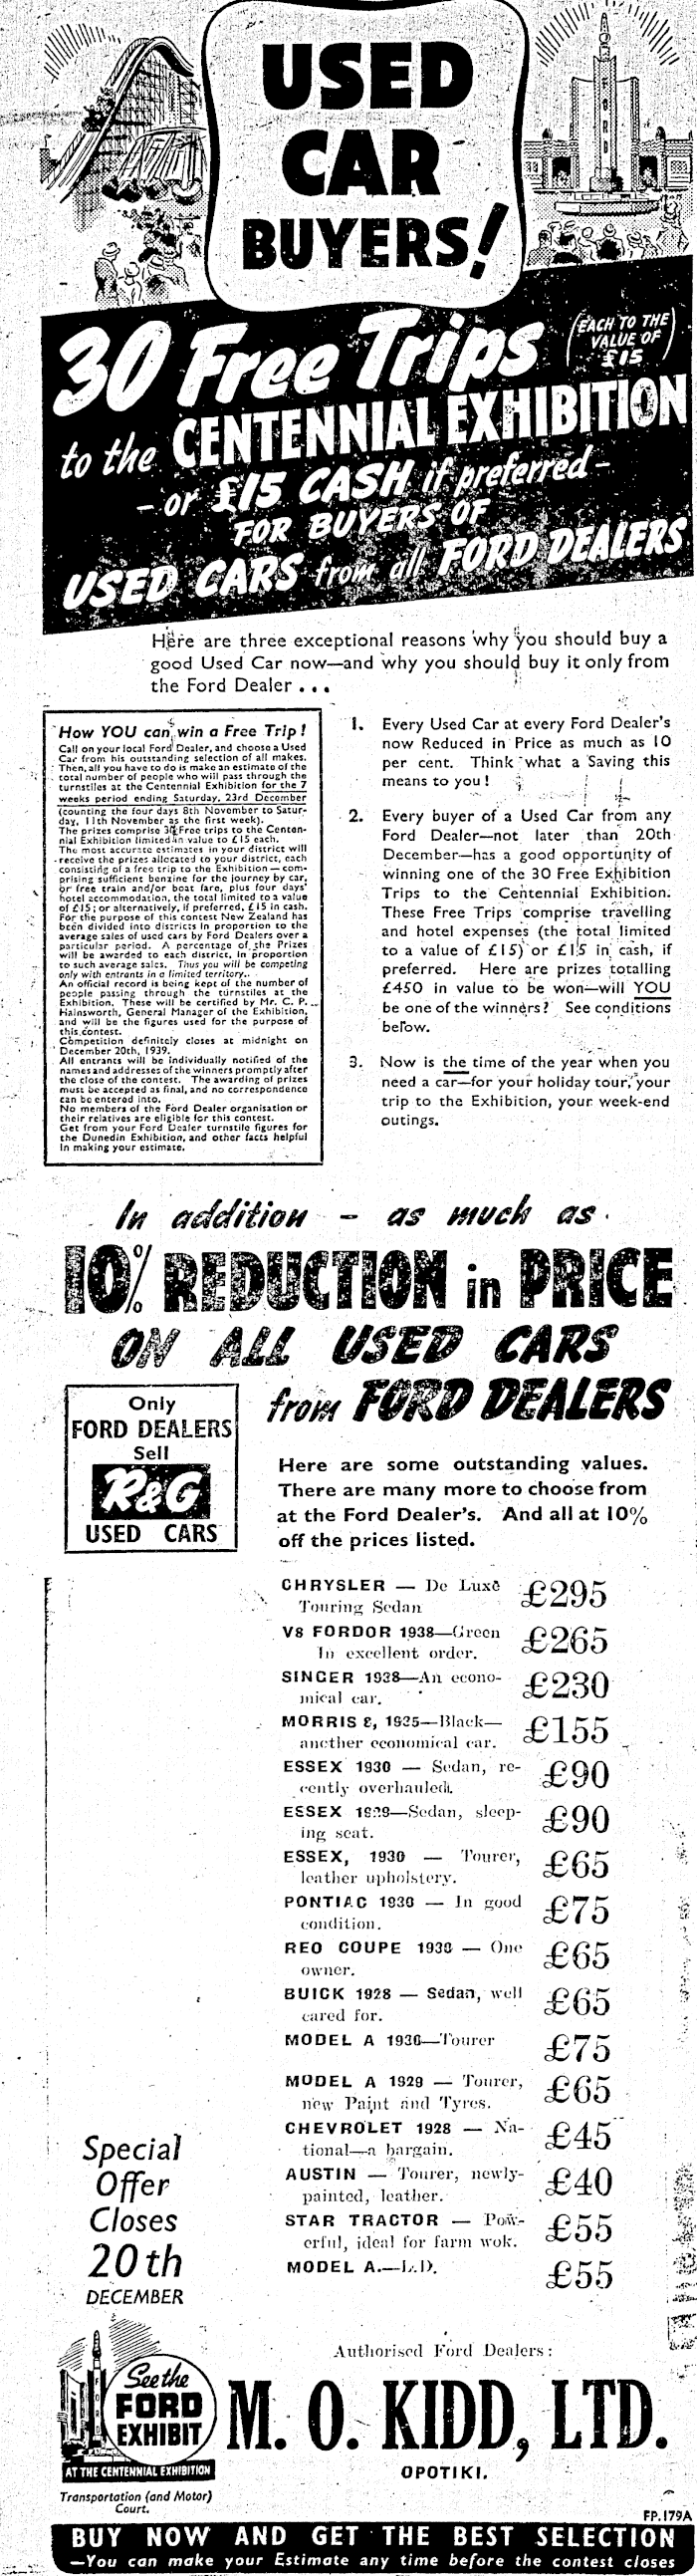 USED
CAR
BUYERS!
FORD
30 Free Trips
(EACH TO THE
VALUE OF
£15)
to the CENTENNIAL EXHIBITION
- or £15 CASH if preferred -
FOR BUYERS OF
USED CARS from all FORD DEALERS
Here are three exceptional reasons why you should buy a
good Used Car now—and why you should buy it only from
the Ford Dealer . . .
How YOU can win a Free Trip!
Call on your local Ford Dealer, and choose a Used
Car from his outstanding selection of all makes.
Then, all you have to do is make an estimate of the
total number of people who will pass through the
turnstiles at the Centennial Exhibition for the 7
weeks period ending Saturday, 23rd December
(counting the four days 8th November to Satur-
day, 11th November as the first week).
The prizes comprise 30 Free trips to the Centen-
nial Exhibition limited in value to £15 each.
The most accurate estimates in your district will
receive the prizes allocated to your district, each
consisting of a free trip to the Exhibition — com-
prising sufficient benzine for the journey by car,
or free train and/or boat fare, plus four days'
hotel accommodation, the total limited to a value
of £15; or alternatively, if preferred, £15 in cash.
For the purpose of this contest New Zealand has
been divided into districts in proportion to the
average sales of used cars by Ford Dealers over a
particular period. A percentage of the Prizes
will be awarded to each district, in proportion
to such average sales. Thus you will be competing
only with entrants in a limited territory.
An official record is being kept of the number of
people passing through the turnstiles at the
Exhibition. These will be certified by Mr. C. P.
Hainsworth, General Manager of the Exhibition,
and will be the figures used for the purpose of
this contest.
Competition definitely closes at midnight on
December 20th, 1939.
All entrants will be individually notified of the
names and addresses of the winners promptly after
the close of the contest. The awarding of prizes
must be accepted as final, and no correspondence
can be entered into.
No members of the Ford Dealer organisation or
their relatives are eligible for this contest.
Get from your Ford Dealer turnstile figures for
the Dunedin Exhibition, and other facts helpful
in making your estimate.
1. Every Used Car at every Ford Dealer's
now Reduced in Price as much as 10
per cent. Think what a Saving this
means to you!
2. Every buyer of a Used Car from any
Ford Dealer—not later than 20th
December—has a good opportunity of
winning one of the 30 Free Exhibition
Trips to the Centennial Exhibition.
These Free Trips comprise travelling
and hotel expenses (the total limited
to a value of £15) or £15 in cash, if
preferred. Here are prizes totalling
£450 in value to be won—will YOU
be one of the winners? See conditions
below.
3. Now is the time of the year when you
need a car—for your holiday tour, your
trip to the Exhibition, your week-end
outings.
In addition - as much as
10% REDUCTION in PRICE
ON ALL USED CARS
from FORD DEALERS
Only
FORD DEALERS
Sell
R&G
USED CARS
Here are some outstanding values.
There are many more to choose from
at the Ford Dealer's. And all at 10%
off the prices listed.
CHRYSLER — De Luxe
Touring Sedan £295
V8 FORDOR 1938—Green
In excellent order. £265
SINGER 1938—An econo-
mical car. £230
MORRIS 8, 1935—Black—
another economical car. £155
ESSEX 1930 — Sedan, re-
cently overhauled. £90
ESSEX 1929—Sedan, sleep-
ing seat. £90
ESSEX, 1930 — Tourer,
leather upholstery. £65
PONTIAC 1930 — In good
condition. £75
REO COUPE 1930 — One
owner. £65
BUICK 1928 — Sedan, well
cared for. £65
MODEL A 1930—Tourer £75
MODEL A 1929 — Tourer,
new Paint and Tyres. £65
CHEVROLET 1928 — Na-
tional—a bargain. £45
AUSTIN — Tourer, newly-
painted, leather. £40
STAR TRACTOR — Pow-
erful, ideal for farm wok. £55
MODEL A.— £55
Special
Offer
Closes
20th
DECEMBER
See the
FORD
EXHIBIT
AT THE CENTENNIAL EXHIBITION
Transportation (and Motor)
Court.
Authorised Ford Dealers:
M. O. KIDD, LTD.
OPOTIKI.
FP.179A
BUY NOW AND GET THE BEST SELECTION
—You can make your Estimate any time before the contest closes